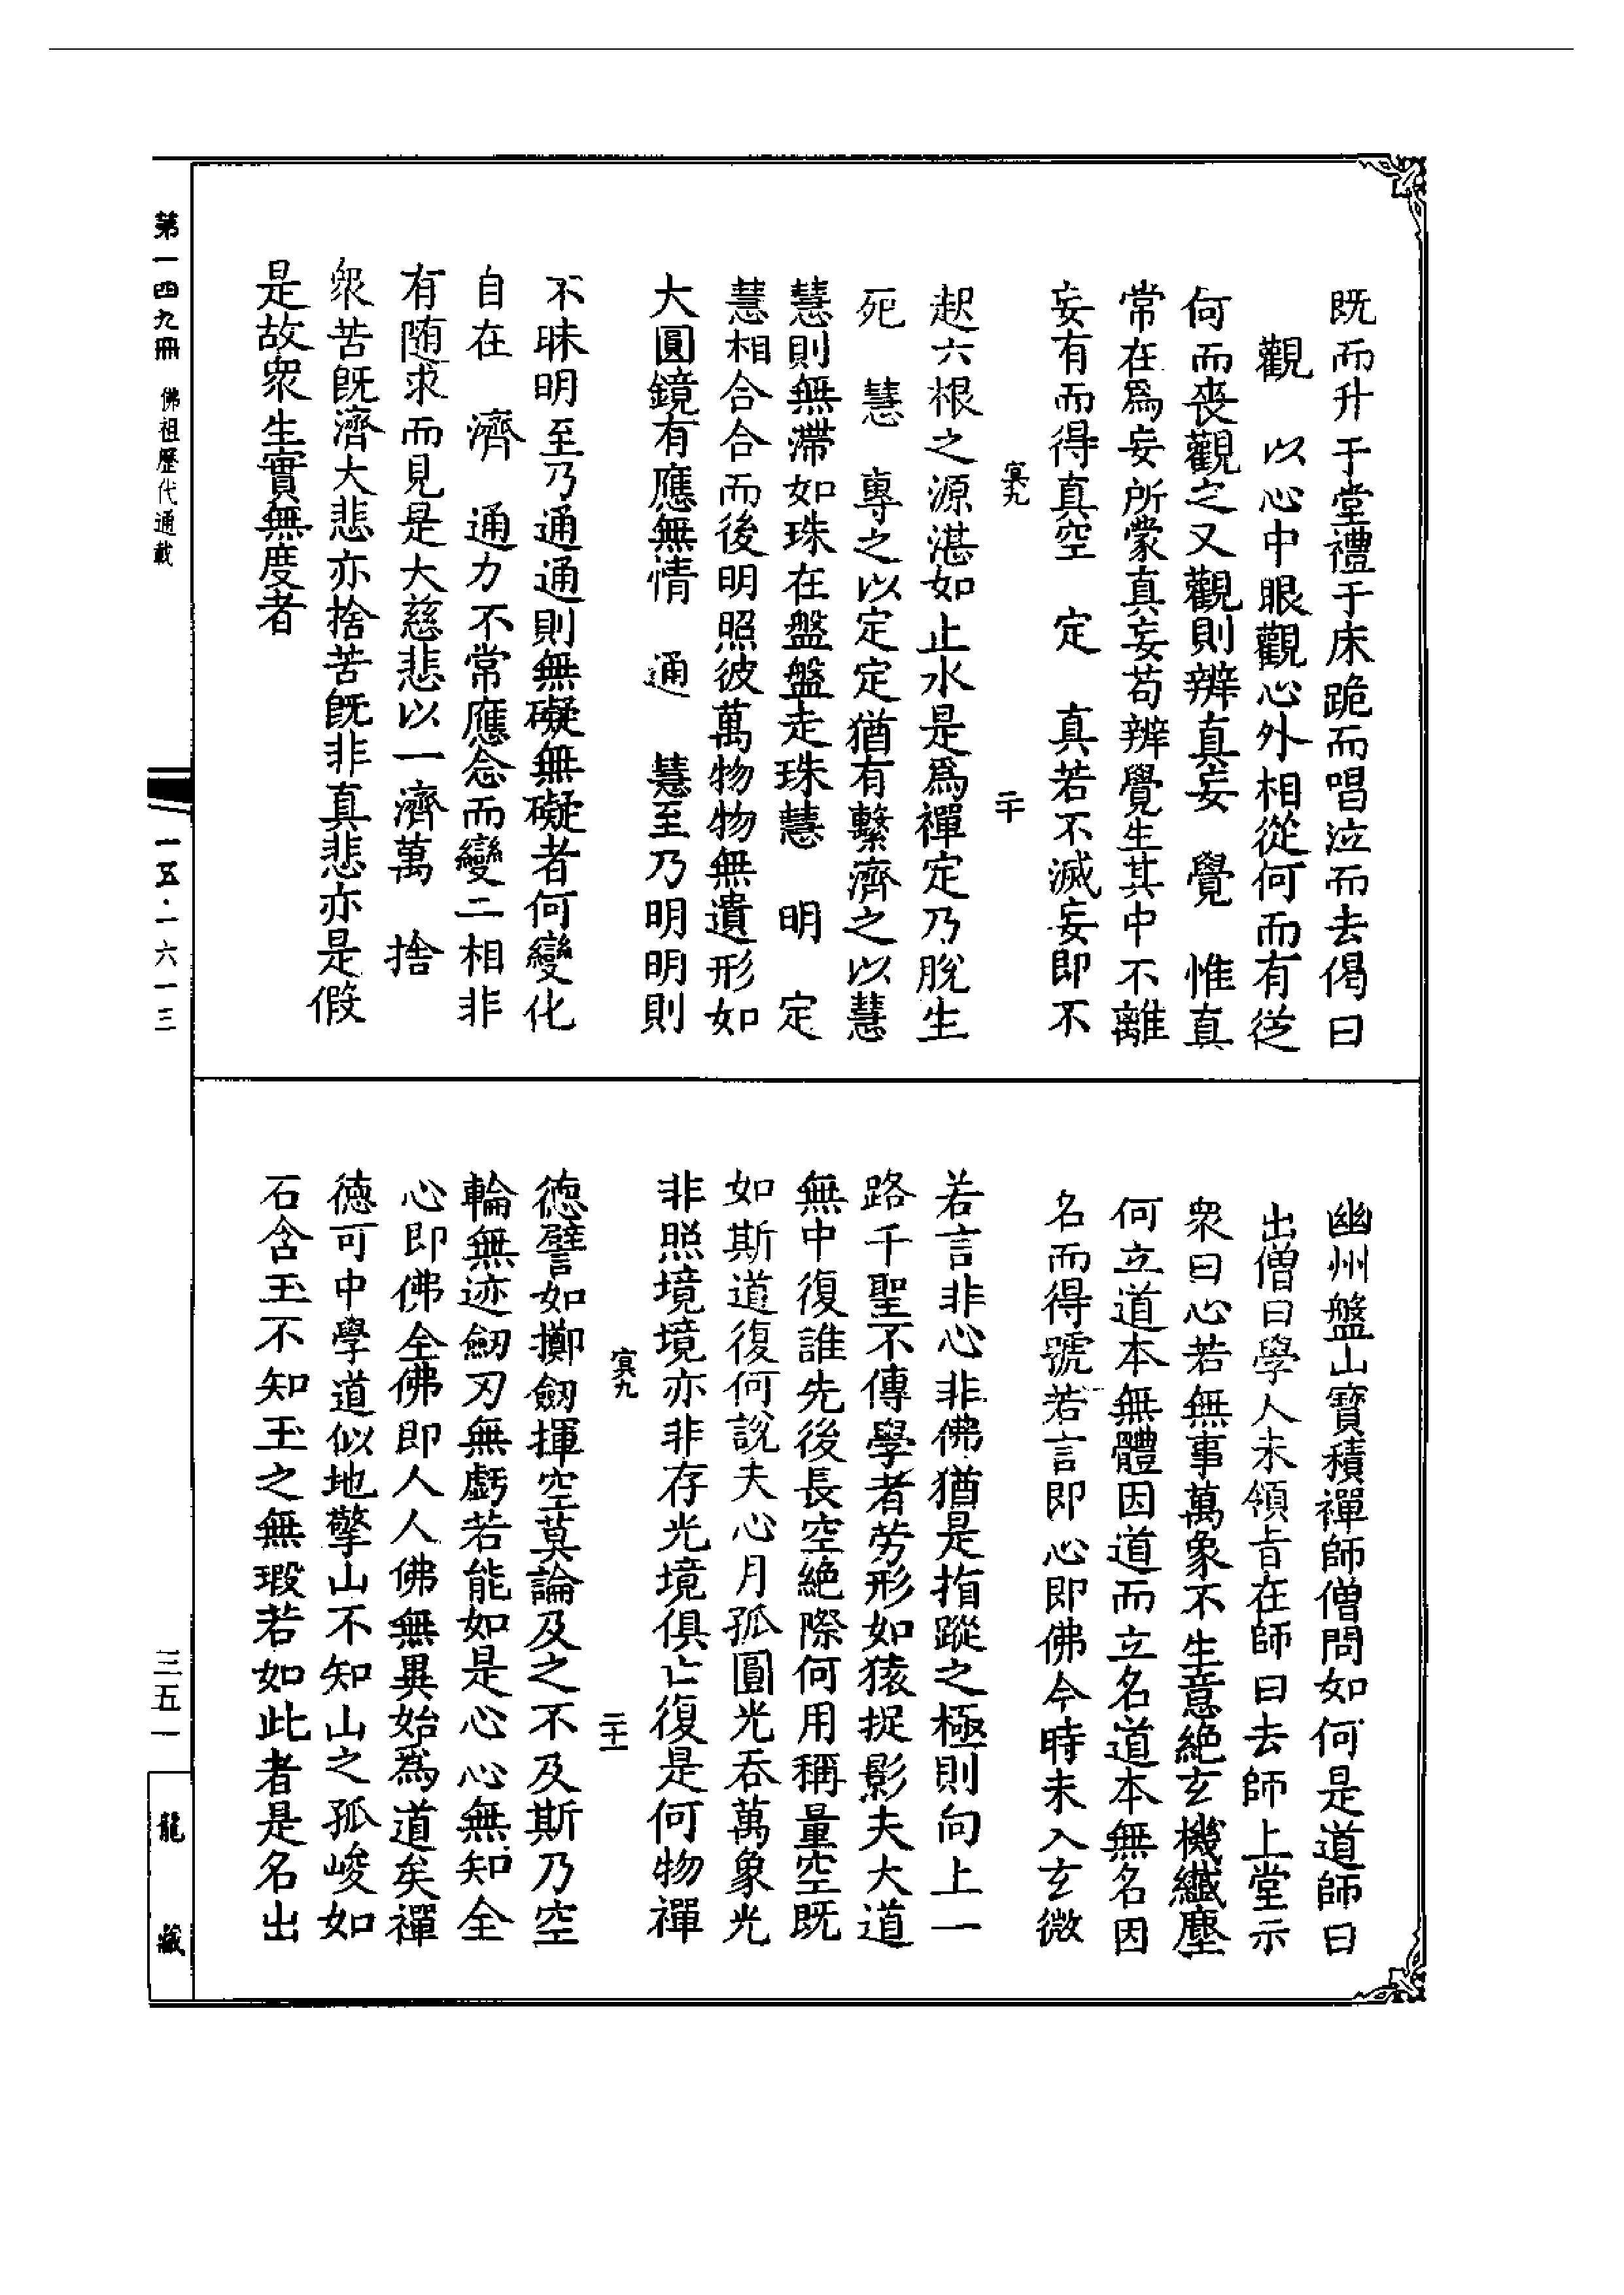 既而升于堂禮于床跪而唱泣而去偈曰
觀　以心中眼觀心外相從何而有從
何而喪觀之又觀則辨真妄　覺　惟真
常在爲妄所蒙真妄苟辨覺生其中不離
妄有而得真空　定　真若不滅妄即不
寘九　二十
起六根之源湛如止水是爲禪定乃脫生
死　慧　專之以定定猶有繫濟之以慧
慧則無滯如珠在盤盤走珠慧　明　定
慧相合合而後明照彼萬物物無遺形如
大圓鏡有應無情　通　慧至乃明明則
不昧明至乃通通則無礙無礙者何變化
自在　濟　通力不常應念而變二相非
有隨求而見是大慈悲以一濟萬　捨
衆苦既濟大悲亦捨苦既非真悲亦是假
是故衆生實無度者
幽州盤山寶積禪師僧問如何是道師曰
出僧曰學人未領旨在師曰去師上堂示
衆曰心若無事萬象不生意絕玄機纖塵
何立道本無體因道而立名道本無名因
名而得號若言即心即佛今時未入玄微
若言非心非佛猶是指蹤之極則向上一
路千聖不傳學者勞形如猿捉影夫大道
無中復誰先後長空絕際何用稱量空既
如斯道復何說夫心月孤圓光吞萬象光
非照境境亦非存光境俱亡復是何物禪
寘九　二十一
德譬如擲劒揮空莫論及之不及斯乃空
輪無迹劒刃無虧若能如是心心無知全
心即佛全佛即人人佛無異始爲道矣禪
德可中學道似地擎山不知山之孤峻如
石含玉不知玉之無瑕若如此者是名出
第一四九冊　佛祖歷代通載
一五·一六一三
三五一
龍藏